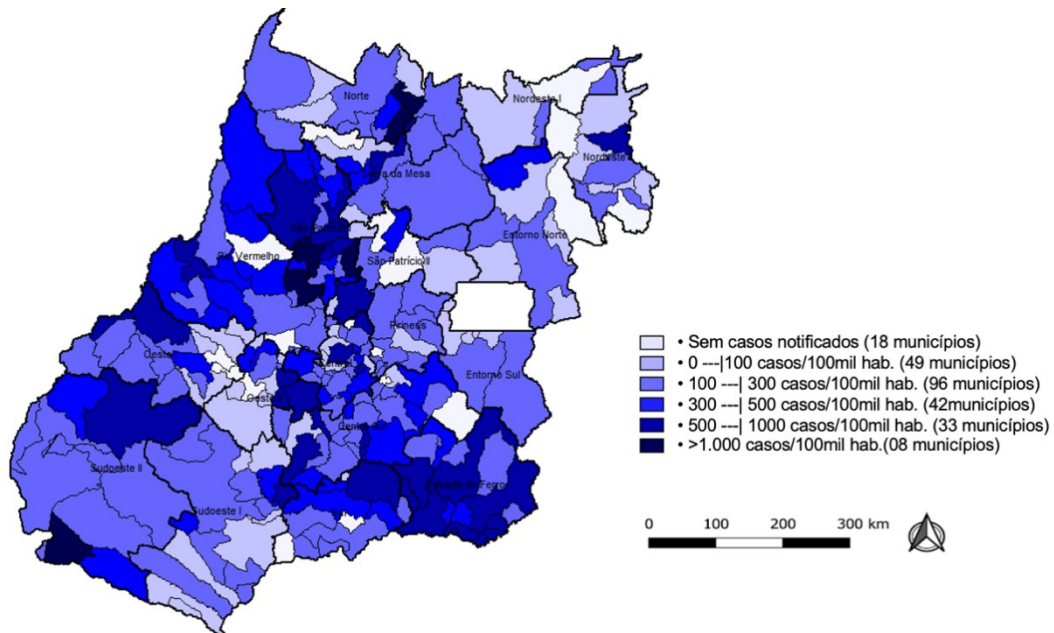 Norte
Nordeste I
Nordeste
Serra da Mesa
São Patrício
Entorno Norte
Rio Vermelho
São Patrício II
Pirineus
Oeste
Entorno Sul
Oeste
Centro S
Estrada de Ferro
Sudoeste II
Sudoeste I
• Sem casos notificados (18 municípios)
• 0 ---|100 casos/100mil hab. (49 municípios)
• 100 ---| 300 casos/100mil hab. (96 municípios)
• 300 ---| 500 casos/100mil hab. (42municípios)
• 500 ---| 1000 casos/100mil hab. (33 municípios)
• >1.000 casos/100mil hab.(08 municípios)
0 100 200 300 km